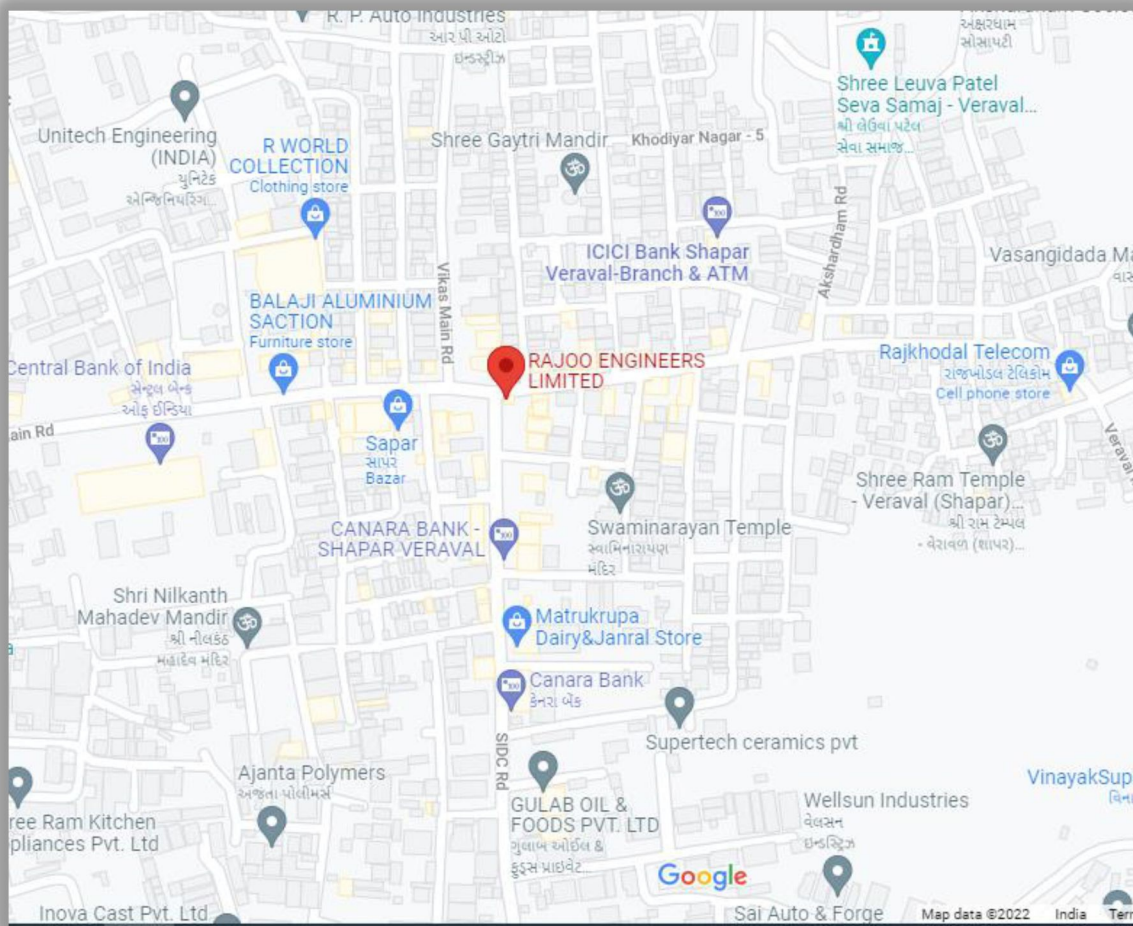 R. P. Auto Industries
આર પી ઓટો
ઇન્ડસ્ટ્રીઝ
અક્ષરધામ
સોસાયટી
Shree Leuva Patel
Seva Samaj - Veraval...
શ્રી લેઉવા પટેલ
સેવા સમાજ...
Unitech Engineering
(INDIA)
યુનિટેક
એન્જિનિયરિંગ...
R WORLD
COLLECTION
Clothing store
Shree Gaytri Mandir
Khodiyar Nagar - 5
ICICI Bank Shapar
Veraval-Branch & ATM
Akshardham Rd
Vasangidada
Vikas Main Rd
BALAJI ALUMINIUM
SACTION
Furniture store
RAJOO ENGINEERS
LIMITED
Central Bank of India
સેન્ટ્રલ બેન્ક
ઓફ ઈન્ડિયા
Rajkhodal Telecom
રાજખોડલ ટેલિકોમ
Cell phone store
ain Rd
Sapar
સાપર
Bazar
Veraval
Shree Ram Temple
- Veraval (Shapar)...
શ્રી રામ ટેમ્પલ
- વેરાવળ (શાપર)...
CANARA BANK -
SHAPAR VERAVAL
Swaminarayan Temple
સ્વામિનારાયણ
મંદિર
Shri Nilkanth
Mahadev Mandir
શ્રી નીલકંઠ
મહાદેવ મંદિર
Matrukrupa
Dairy&Janral Store
Canara Bank
કેનરા બેંક
Supertech ceramics pvt
SIDC Rd
Ajanta Polymers
અજંતા પોલીમર્સ
GULAB OIL &
FOODS PVT. LTD
ગુલાબ ઓઈલ &
ફૂડ્સ પ્રાઇવેટ...
VinayakSup
Wellsun Industries
વેલસન
ઇન્ડસ્ટ્રિઝ
ree Ram Kitchen
pliances Pvt. Ltd
Google
Inova Cast Pvt. Ltd
Sai Auto & Forge
Map data ©2022
India
Terr